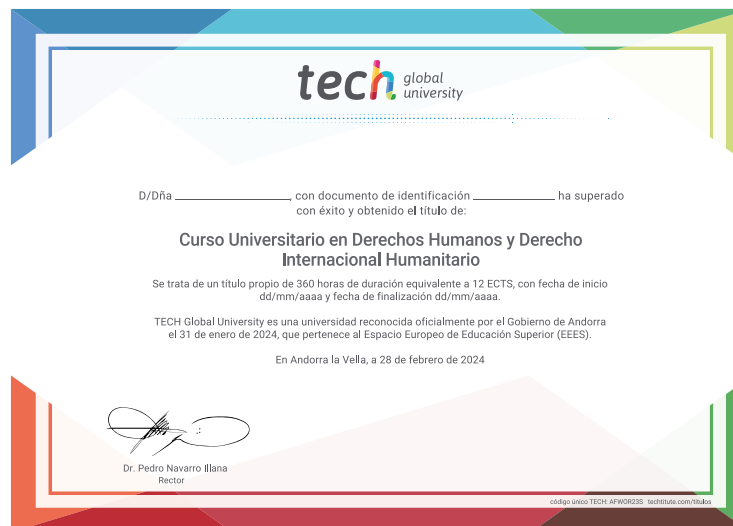 tech global
university
D/Dña ____________________, con documento de identificación ______________ ha superado
con éxito y obtenido el título de:
Curso Universitario en Derechos Humanos y Derecho
Internacional Humanitario
Se trata de un título propio de 360 horas de duración equivalente a 12 ECTS, con fecha de inicio
dd/mm/aaaa y fecha de finalización dd/mm/aaaa.
TECH Global University es una universidad reconocida oficialmente por el Gobierno de Andorra
el 31 de enero de 2024, que pertenece al Espacio Europeo de Educación Superior (EEES).
En Andorra la Vella, a 28 de febrero de 2024
Dr. Pedro Navarro Illana
Rector
código único TECH: AFWOR23S techtitute.com/titulos